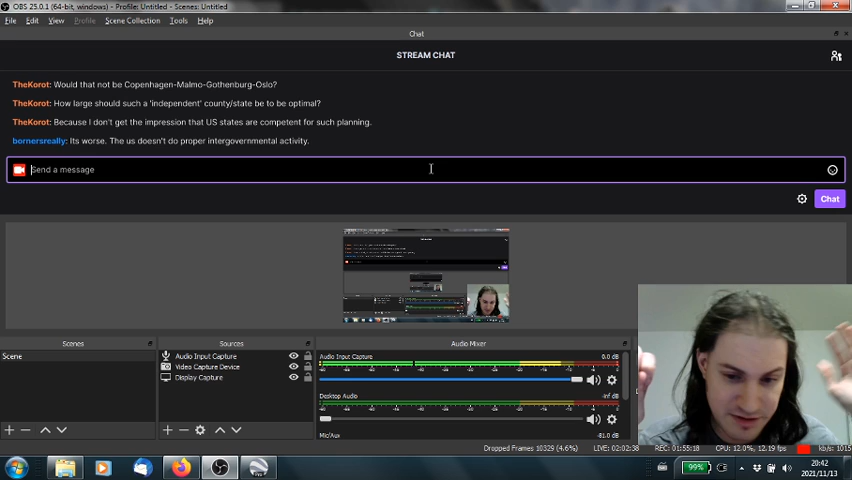 OBS 25.0.1 (64-bit, windows) - Profile: Untitled - Scenes: Untitled
File Edit View Profile Scene Collection Tools Help
Chat
STREAM CHAT
TheKorot: Would that not be Copenhagen-Malmo-Gothenburg-Oslo?
TheKorot: How large should such a 'independent' county/state be to be optimal?
TheKorot: Because I don't get the impression that US states are competent for such planning.
bornersreally: Its worse. The us doesn't do proper intergovernmental activity.
Send a message
Chat
Scenes Sources Audio Mixer
Scene
Audio Input Capture
Video Capture Device
Display Capture
Audio Input Capture 0.0 dB
Desktop Audio -inf dB
Mic/Aux -81.0 dB
Dropped Frames 10329 (4.6%) LIVE: 02:02:38 REC: 01:55:18 CPU: 12.0%, 12.19 fps kb/s: 1015
99%
20:42
2021/11/13